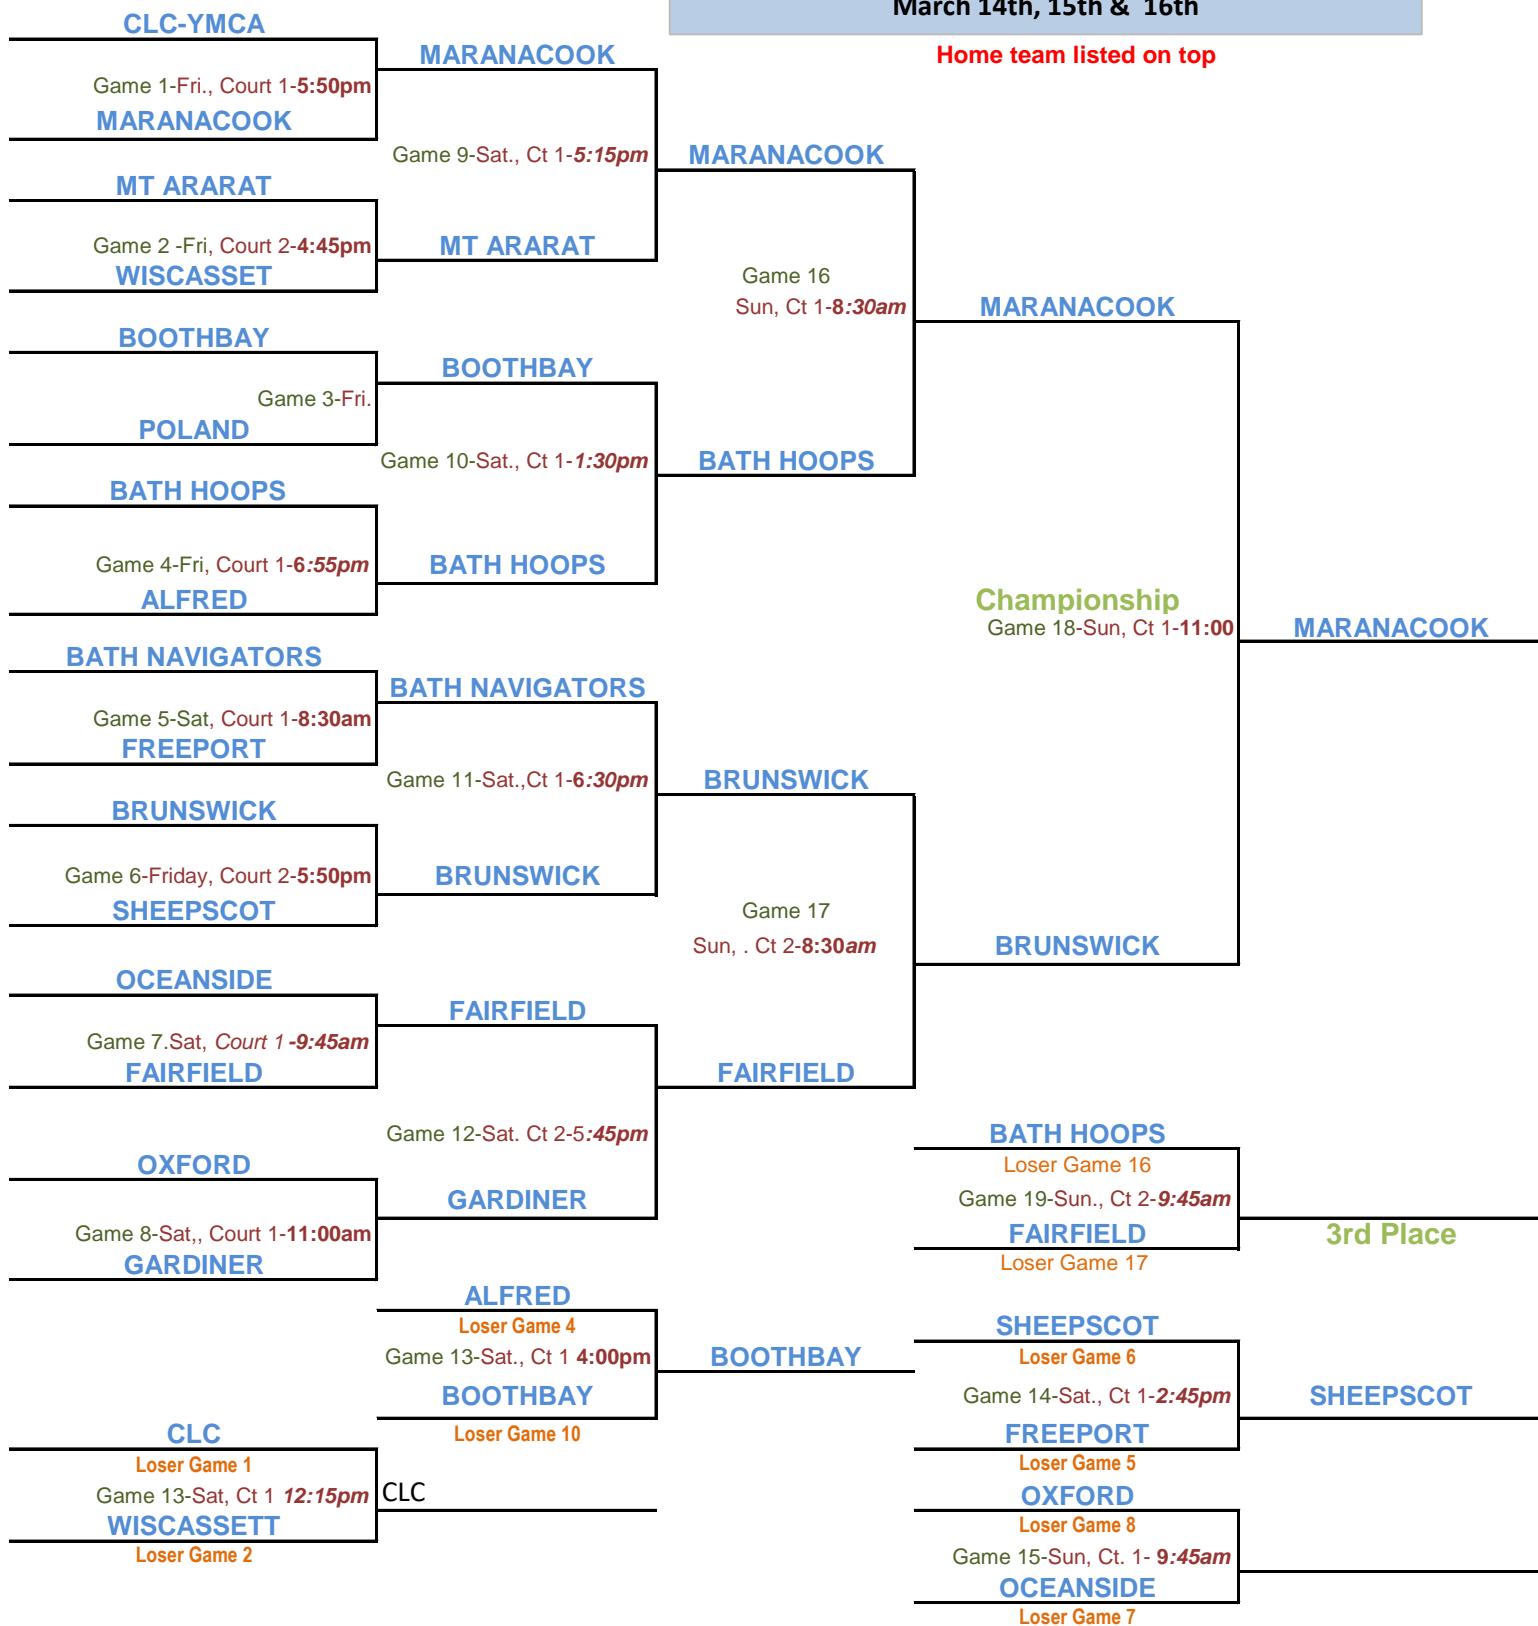 March 14th, 15th & 16th
Home team listed on top
CLC-YMCA
Game 1-Fri., Court 1-5:50pm
MARANACOOK
MT ARARAT
Game 2 -Fri, Court 2-4:45pm
WISCASSET
BOOTHBAY
Game 3-Fri.
POLAND
BATH HOOPS
Game 4-Fri, Court 1-6:55pm
ALFRED
BATH NAVIGATORS
Game 5-Sat, Court 1-8:30am
FREEPORT
BRUNSWICK
Game 6-Friday, Court 2-5:50pm
SHEEPSCOT
OCEANSIDE
Game 7.Sat, Court 1 -9:45am
FAIRFIELD
OXFORD
Game 8-Sat,, Court 1-11:00am
GARDINER
CLC
Loser Game 1
Game 13-Sat, Ct 1 12:15pm
WISCASSETT
Loser Game 2
MARANACOOK
Game 9-Sat., Ct 1-5:15pm
MT ARARAT
BOOTHBAY
Game 10-Sat., Ct 1-1:30pm
BATH HOOPS
BATH NAVIGATORS
Game 11-Sat.,Ct 1-6:30pm
BRUNSWICK
FAIRFIELD
Game 12-Sat. Ct 2-5:45pm
GARDINER
ALFRED
Loser Game 4
Game 13-Sat., Ct 1 4:00pm
BOOTHBAY
Loser Game 10
CLC
MARANACOOK
Game 16
Sun, Ct 1-8:30am
BATH HOOPS
BRUNSWICK
Game 17
Sun, . Ct 2-8:30am
FAIRFIELD
BOOTHBAY
MARANACOOK
Championship
Game 18-Sun, Ct 1-11:00
BRUNSWICK
BATH HOOPS
Loser Game 16
Game 19-Sun., Ct 2-9:45am
FAIRFIELD
Loser Game 17
SHEEPSCOT
Loser Game 6
Game 14-Sat., Ct 1-2:45pm
FREEPORT
Loser Game 5
OXFORD
Loser Game 8
Game 15-Sun, Ct. 1- 9:45am
OCEANSIDE
Loser Game 7
MARANACOOK
3rd Place
SHEEPSCOT